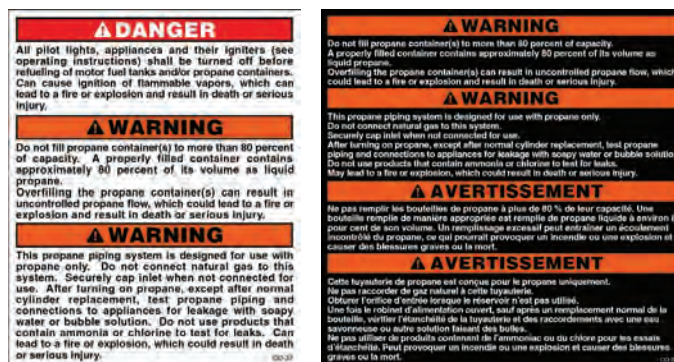 DANGER
All pilot lights, appliances and their igniters (see
operating instructions) shall be turned off before
refueling of motor fuel tanks and/or propane containers.
Can cause ignition of flammable vapors, which can
lead to a fire or explosion and result in death or serious
injury.
WARNING
Do not fill propane container(s) to more than 80 percent
of capacity. A properly filled container contains
approximately 80 percent of its volume as liquid
propane.
Overfilling the propane container(s) can result in
uncontrolled propane flow, which could lead to a fire or
explosion and result in death or serious injury.
WARNING
This propane piping system is designed for use with
propane only. Do not connect natural gas to this
system. Securely cap inlet when not connected for
use. After turning on propane, except after normal
cylinder replacement, test propane piping and
connections to appliances for leakage with soapy
water or bubble solution. Do not use products that
contain ammonia or chlorine to test for leaks. Can
lead to a fire or explosion, which could result in death
or serious injury.
WARNING
Do not fill propane container(s) to more than 80 percent of capacity.
A properly filled container contains approximately 80 percent of its volume as
liquid propane.
Overfilling the propane container(s) can result in uncontrolled propane flow, which
could lead to a fire or explosion and result in death or serious injury.
WARNING
This propane piping system is designed for use with propane only.
Do not connect natural gas to this system.
Securely cap inlet when not connected for use.
After turning on propane, except after normal cylinder replacement, test propane
piping and connections to appliances for leakage with soapy water or bubble solutio
Do not use products that contain ammonia or chlorine to test for leaks.
May lead to a fire or explosion, which could result in death or serious injury.
AVERTISSEMENT
Ne pas remplir les bouteilles de propane à plus de 80 % de leur capacité. Une
bouteille remplie de manière appropriée est remplie de propane liquide à environ
pour cent de son volume. Un remplissage excessif peut entraîner un écoulement
incontrôlé du propane, ce qui pourrait provoquer un incendie ou une explosion et
causer des blessures graves ou la mort.
AVERTISSEMENT
Cette tuyauterie de propane est conçue pour le propane uniquement.
Ne pas raccorder de gaz naturel à cette tuyauterie.
Obturer l'orifice d'entrée lorsque le réservoir n'est pas utilisé.
Une fois le robinet d'alimentation ouvert, sauf après un remplacement normal de la
bouteille, vérifier l'étanchéité de la tuyauterie et des raccordements avec une eau
savonneuse ou autre solution faisant des bulles.
Ne pas utiliser de produits contenant de l'ammoniac ou du chlore pour les essais
d'étanchéité. Peut provoquer un incendie ou une explosion et causer des blessures
graves ou la mort.